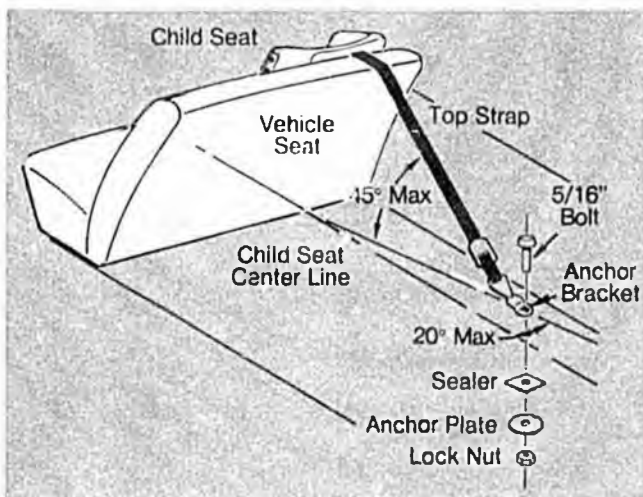 Child Seat
Vehicle
Seat
Top Strap
45° Max
5/16"
Bolt
Child Seat
Center Line
Anchor
Bracket
20° Max
Sealer
Anchor Plate
Lock Nut